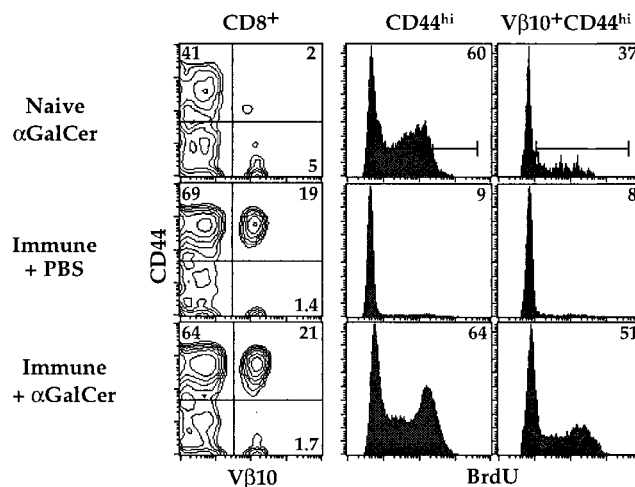 CD8⁺ CD44ʰⁱ Vβ10⁺CD44ʰⁱ
Naive
αGalCer
41 2
5
60
37
Immune
+ PBS
69 19
1.4
9
8
Immune
+ αGalCer
64 21
1.7
64
51
CD44
Vβ10 BrdU